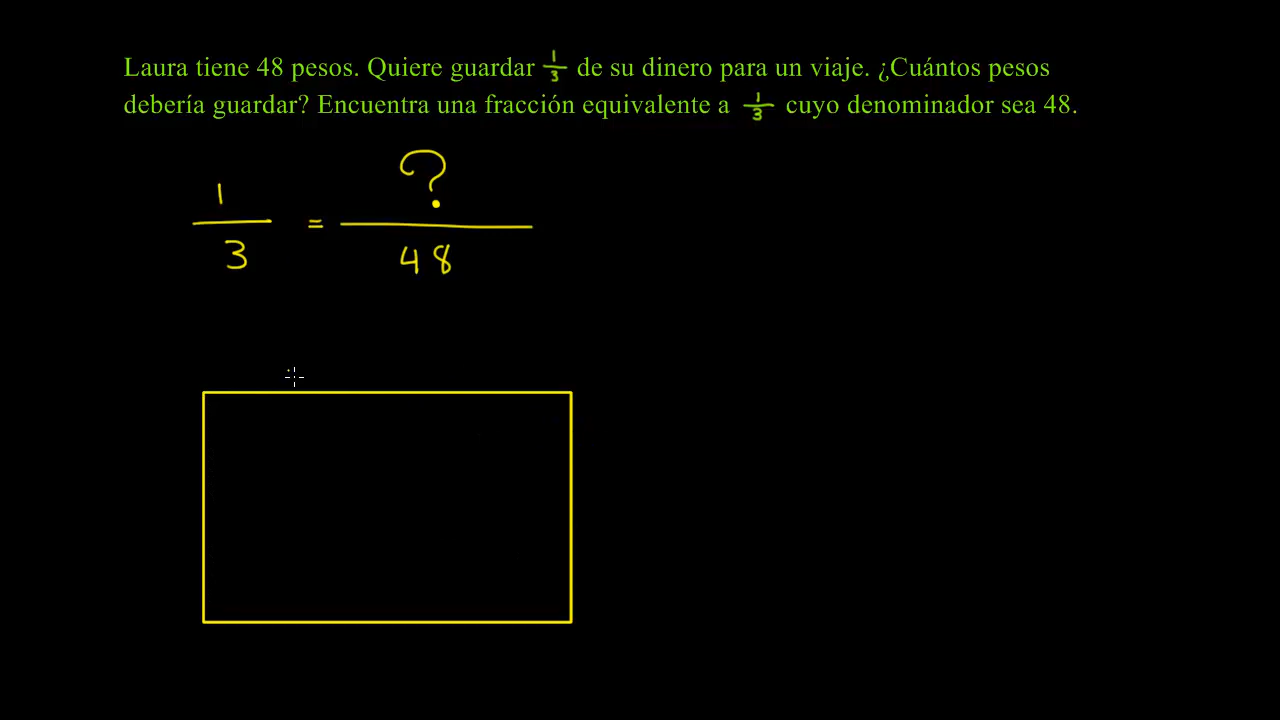 Laura tiene 48 pesos. Quiere guardar 1/3 de su dinero para un viaje. ¿Cuántos pesos
debería guardar? Encuentra una fracción equivalente a 1/3 cuyo denominador sea 48.
1/3 = ?/48